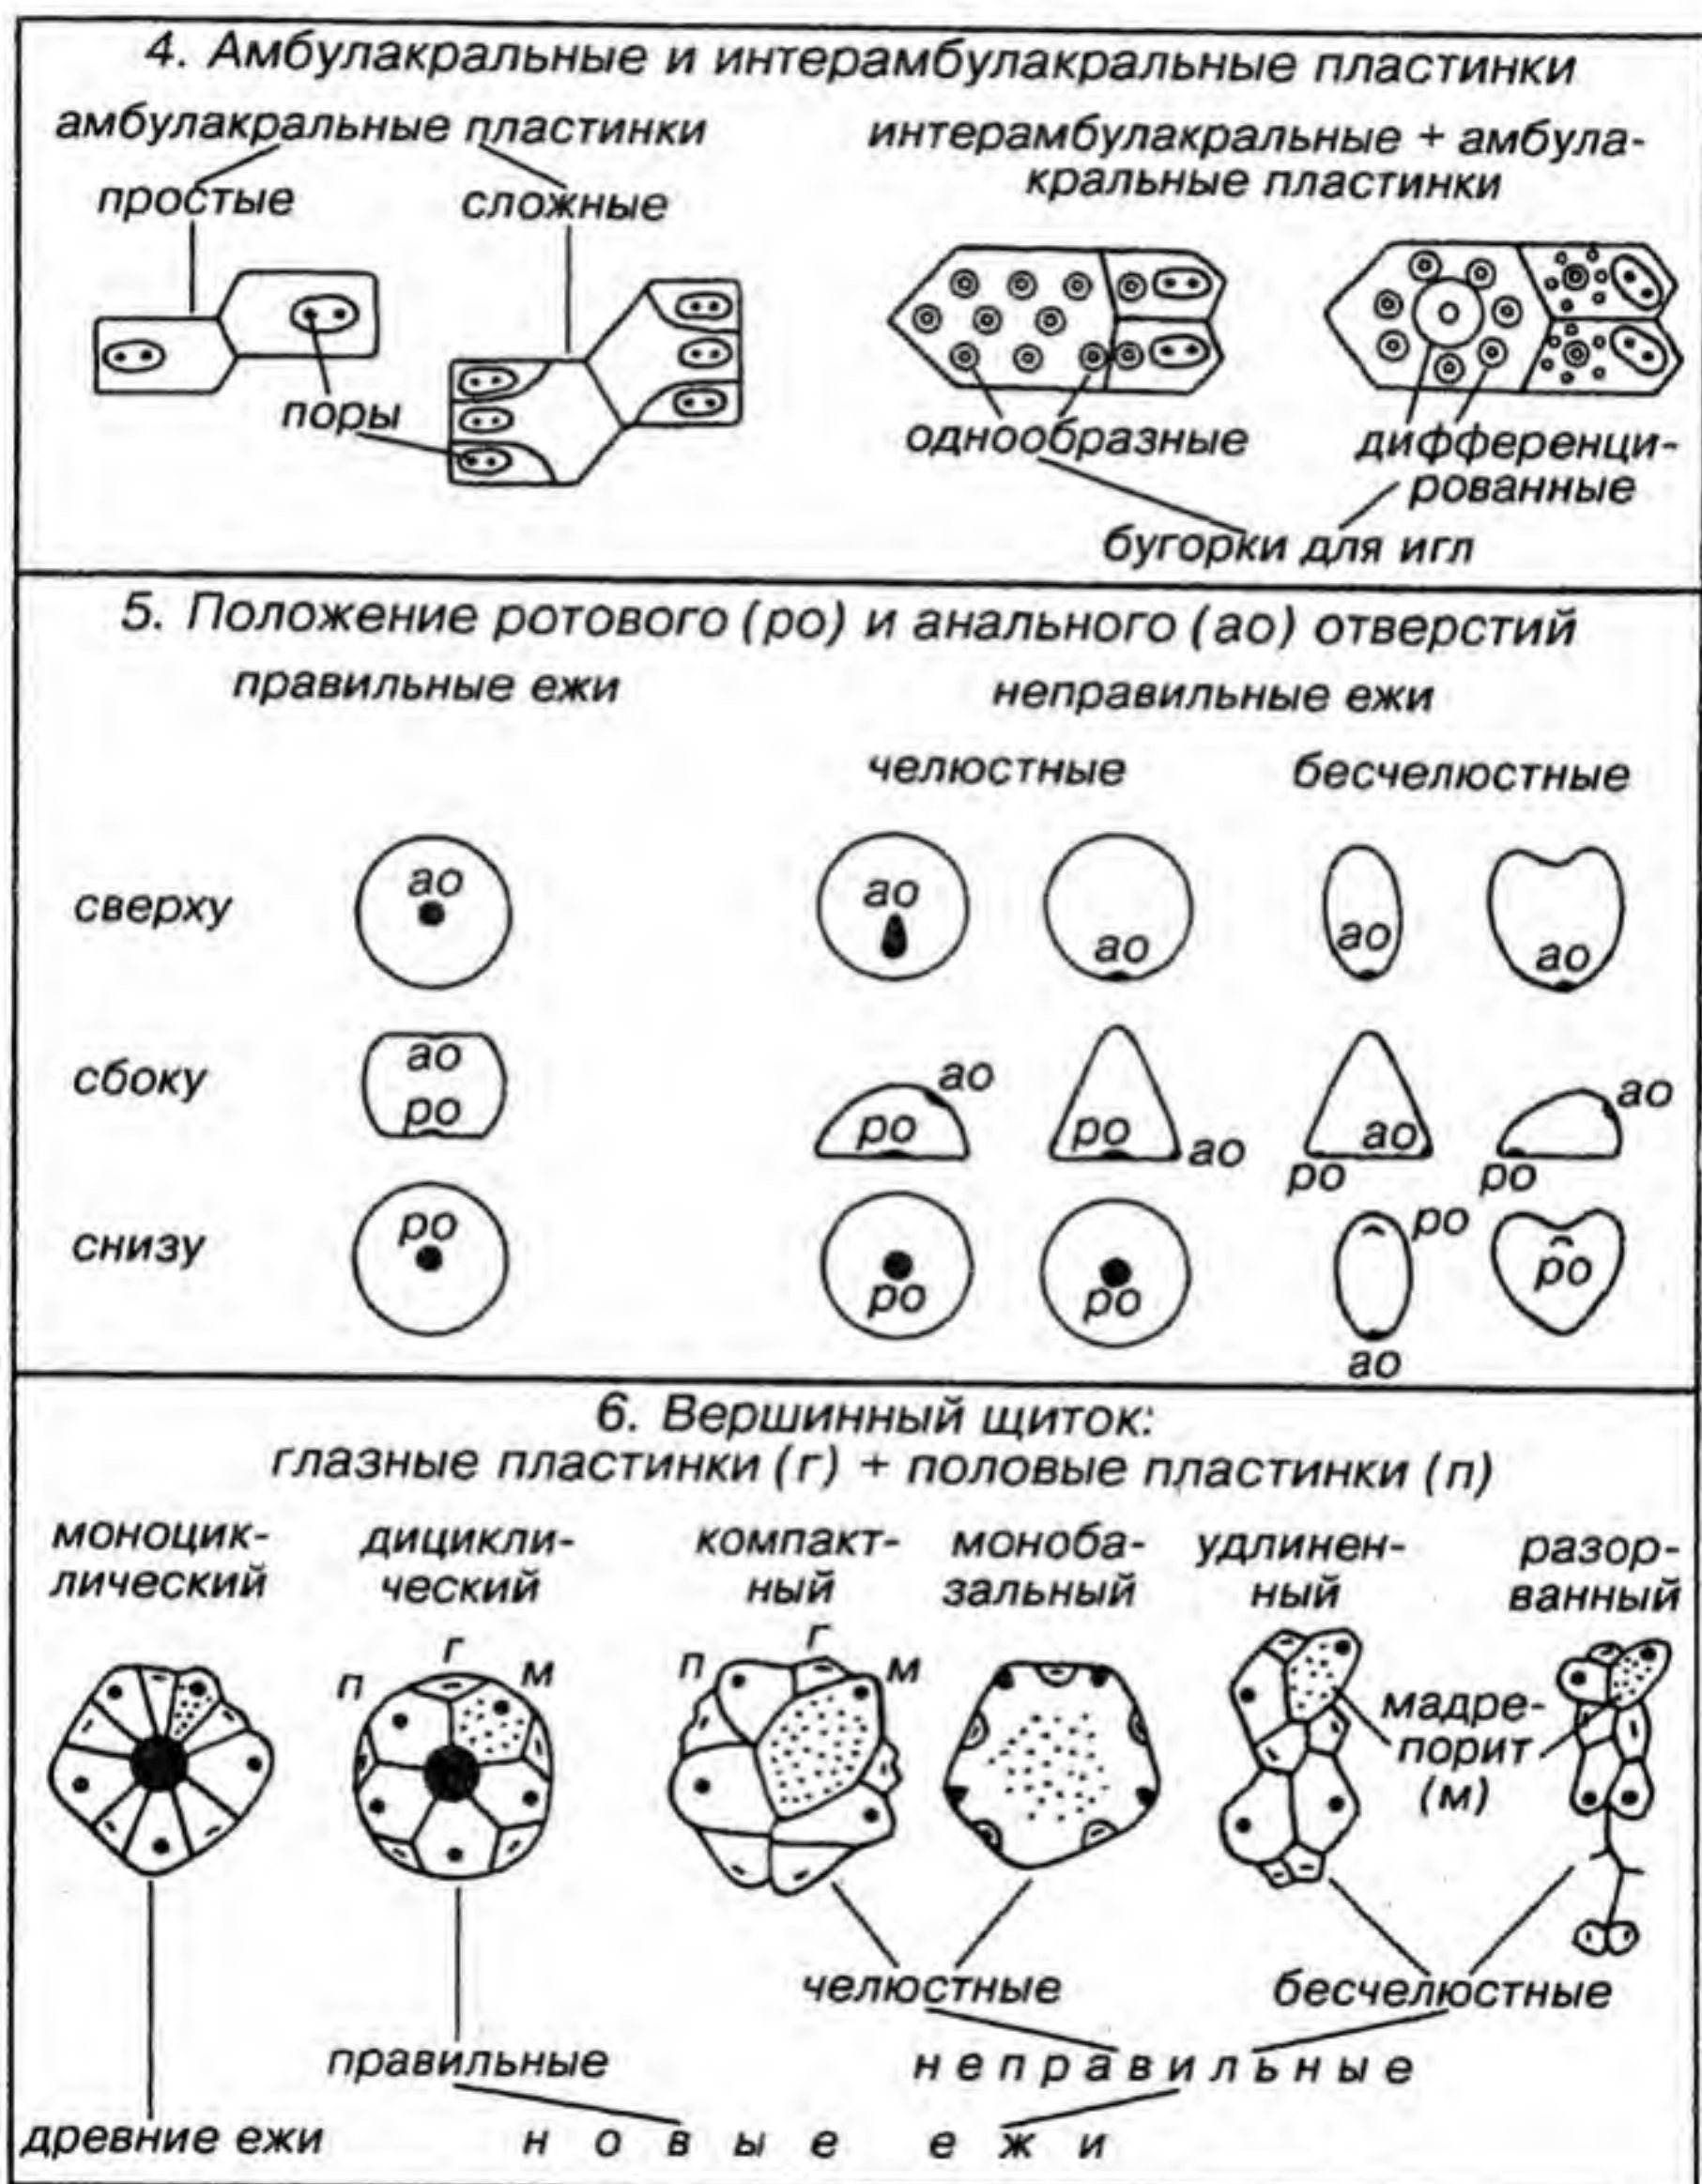 4. Амбулакральные и интерамбулакральные пластинки
амбулакральные пластинки
простые сложные
поры
интерамбулакральные + амбула-
кральные пластинки
однообразные
дифференци-
рованные
бугорки для игл
5. Положение ротового (ро) и анального (ао) отверстий
правильные ежи
неправильные ежи
челюстные бесчелюстные
сверху
ао ао ао ао ао
сбоку
ао
ро
ро ао ро ао ро ао ро ао
снизу
ро ро ро ро ао ро
6. Вершинный щиток:
глазные пластинки (г) + половые пластинки (п)
моноцик-
лический
дицикли-
ческий
компакт-
ный
моноба-
зальный
удлинен-
ный
разор-
ванный
п г м
п г м
мадре-
порит
(м)
челюстные бесчелюстные
правильные неправильные
древние ежи новые ежи